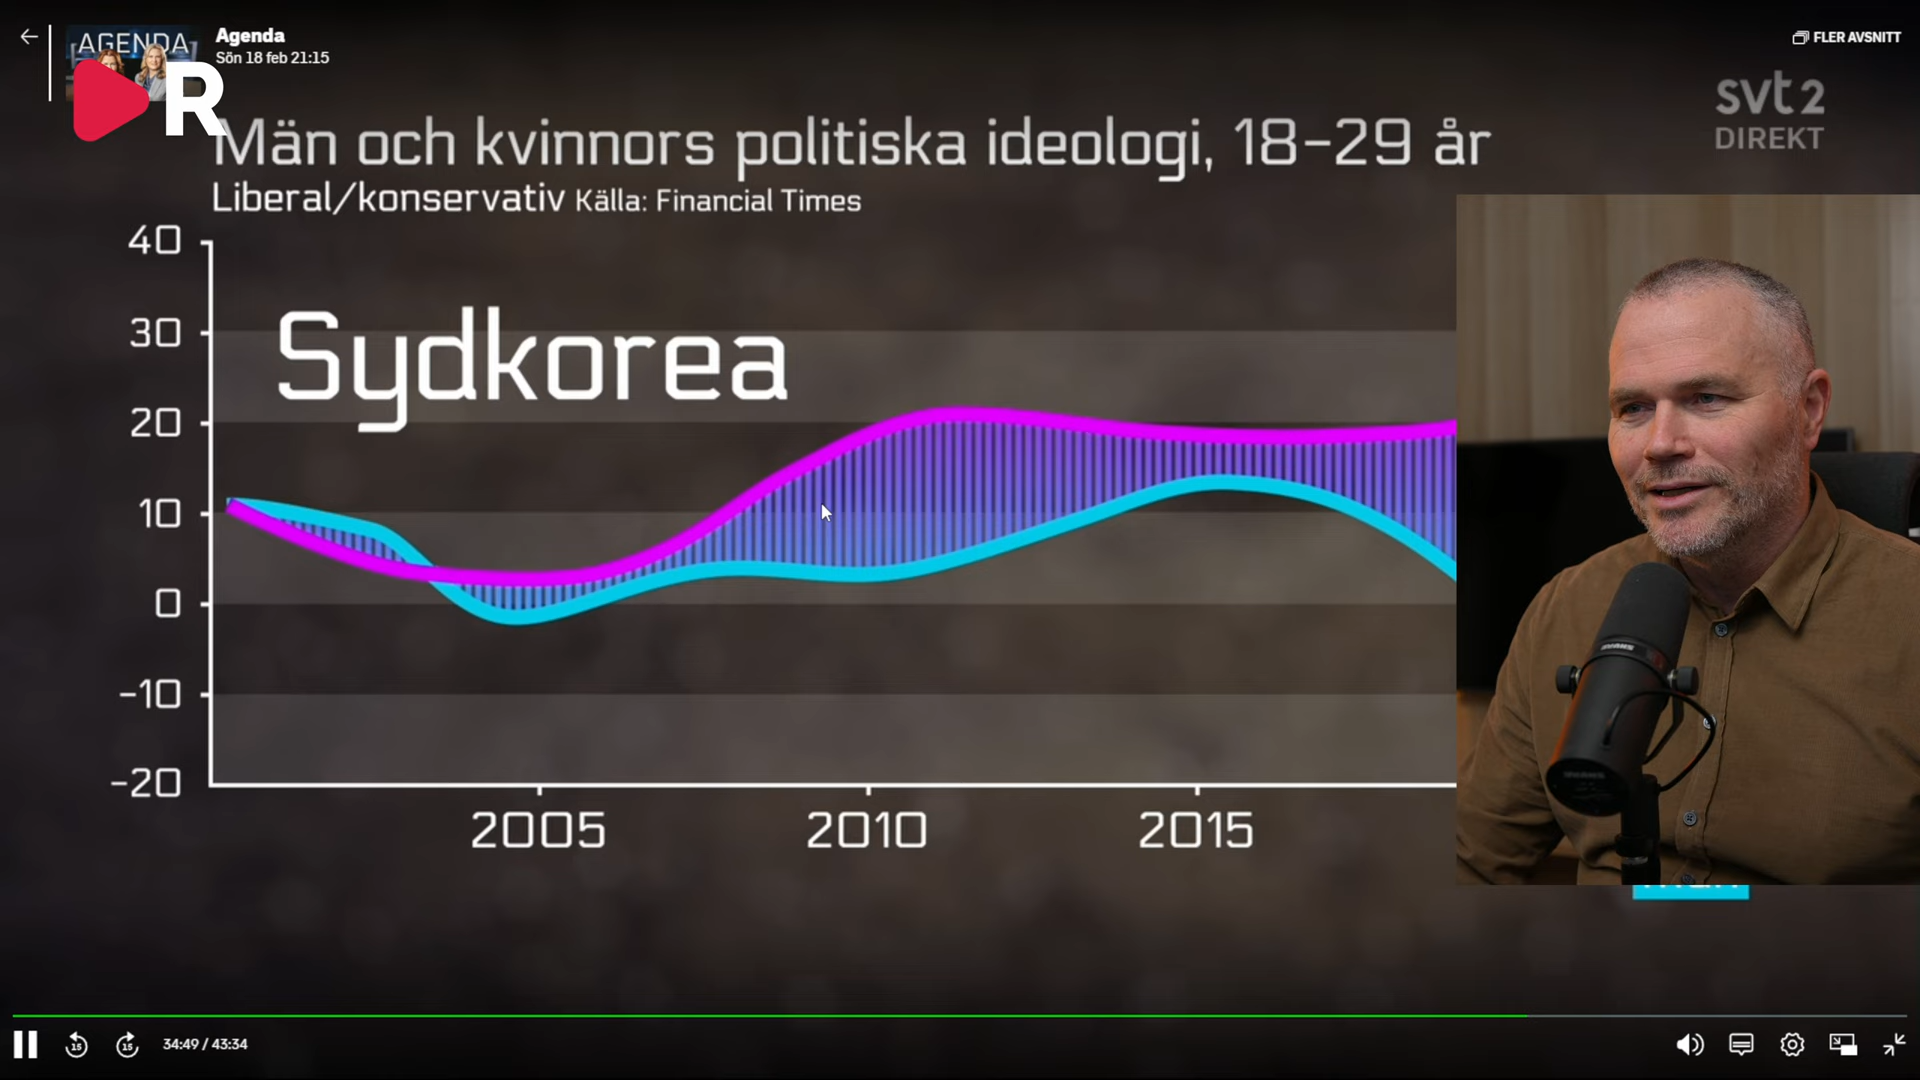 AGENDA
Agenda
Sön 18 feb 21:15
FLER AVSNITT
R
svt2
DIREKT
Män och kvinnors politiska ideologi, 18-29 år
Liberal/konservativ Källa: Financial Times
Sydkorea
40
30
20
10
0
-10
-20
2005
2010
2015
15
15
34:49 / 43:34